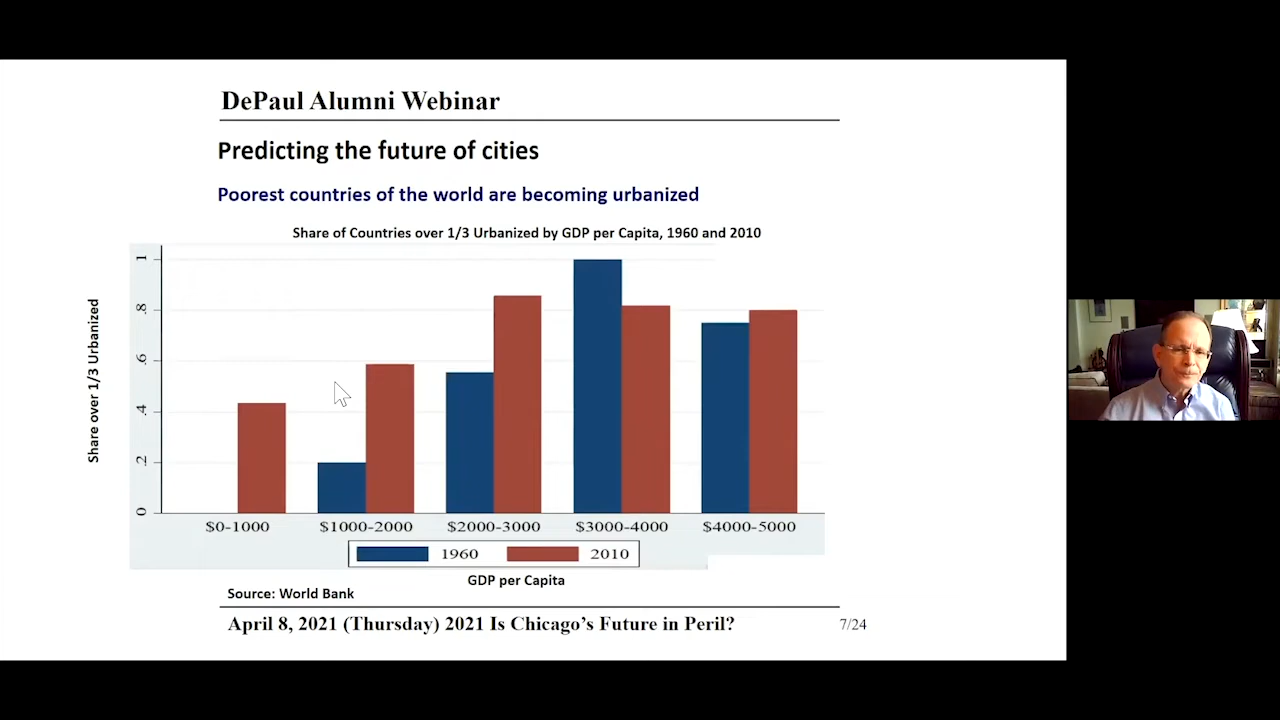 DePaul Alumni Webinar
Predicting the future of cities
Poorest countries of the world are becoming urbanized
Share of Countries over 1/3 Urbanized by GDP per Capita, 1960 and 2010
Share over 1/3 Urbanized
1
.8
.6
.4
.2
0
$0-1000 $1000-2000 $2000-3000 $3000-4000 $4000-5000
1960 2010
GDP per Capita
Source: World Bank
April 8, 2021 (Thursday) 2021 Is Chicago's Future in Peril? 7/24